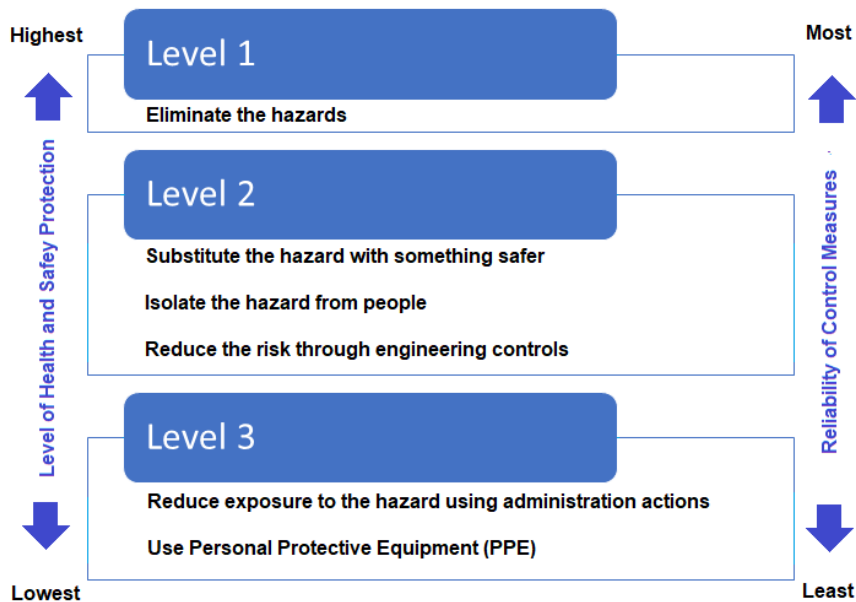 Highest
Most
Level 1
Eliminate the hazards
Level 2
Substitute the hazard with something safer
Isolate the hazard from people
Reduce the risk through engineering controls
Level 3
Reduce exposure to the hazard using administration actions
Use Personal Protective Equipment (PPE)
Level of Health and Safey Protection
Reliability of Control Measures
Lowest
Least